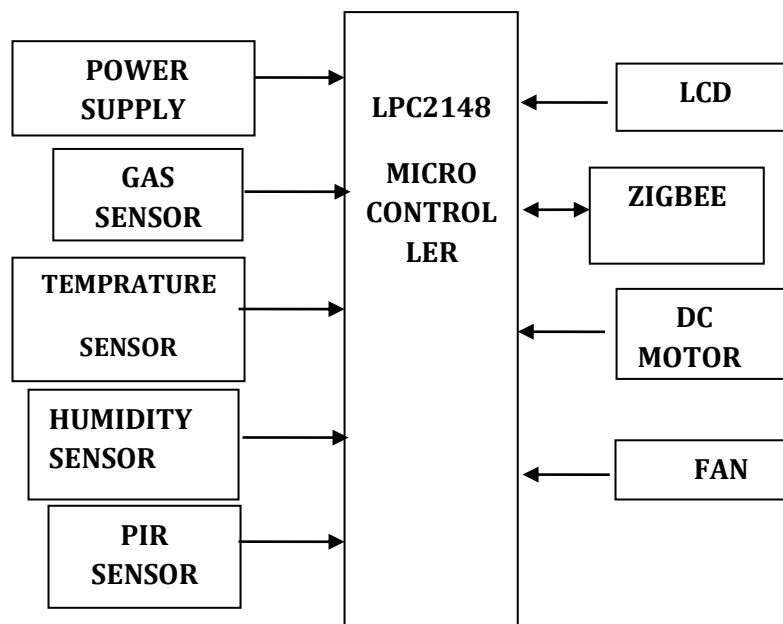 POWER
SUPPLY
GAS
SENSOR
TEMPRATURE
SENSOR
HUMIDITY
SENSOR
PIR
SENSOR
LPC2148
MICRO
CONTROL
LER
LCD
ZIGBEE
DC
MOTOR
FAN